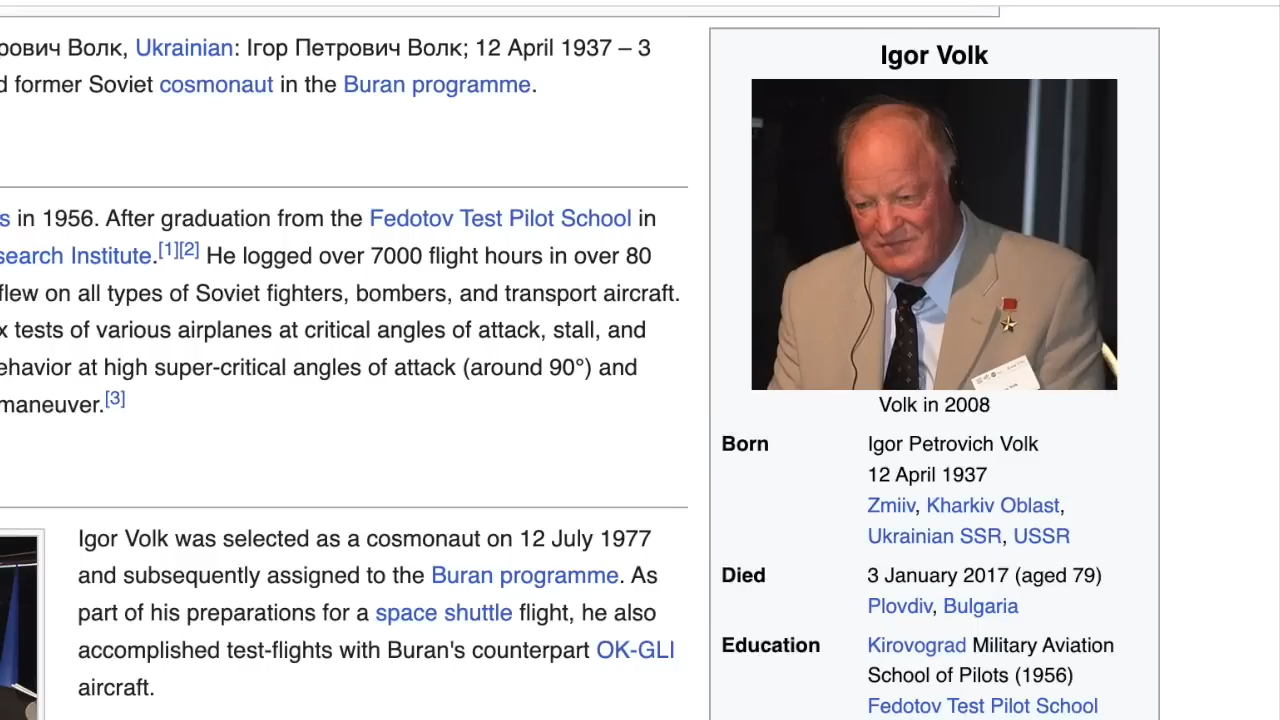 рович Волк, Ukrainian: Ігор Петрович Волк; 12 April 1937 – 3
d former Soviet cosmonaut in the Buran programme.
s in 1956. After graduation from the Fedotov Test Pilot School in
search Institute.[1][2] He logged over 7000 flight hours in over 80
flew on all types of Soviet fighters, bombers, and transport aircraft.
x tests of various airplanes at critical angles of attack, stall, and
ehavior at high super-critical angles of attack (around 90°) and
maneuver.[3]
Igor Volk was selected as a cosmonaut on 12 July 1977
and subsequently assigned to the Buran programme. As
part of his preparations for a space shuttle flight, he also
accomplished test-flights with Buran's counterpart OK-GLI
aircraft.
Igor Volk
Volk in 2008
Born Igor Petrovich Volk
12 April 1937
Zmiiv, Kharkiv Oblast,
Ukrainian SSR, USSR
Died 3 January 2017 (aged 79)
Plovdiv, Bulgaria
Education Kirovograd Military Aviation
School of Pilots (1956)
Fedotov Test Pilot School